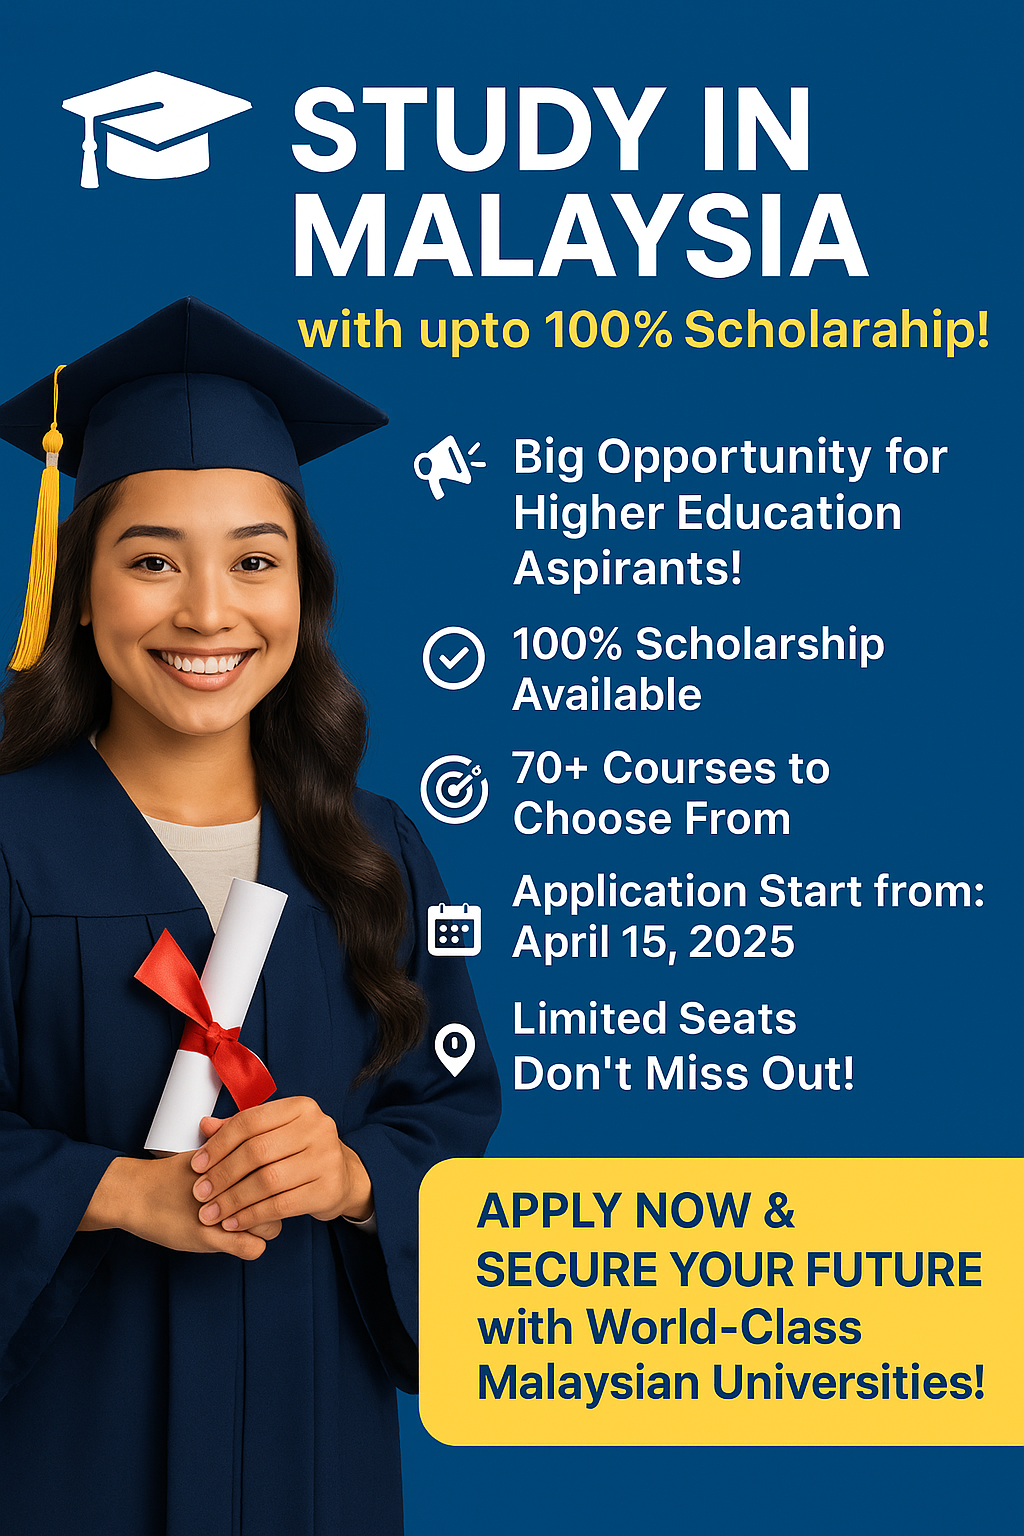 STUDY IN
MALAYSIA
with upto 100% Scholarahip!
Big Opportunity for
Higher Education
Aspirants!
100% Scholarship
Available
70+ Courses to
Choose From
Application Start from:
April 15, 2025
Limited Seats
Don't Miss Out!
APPLY NOW &
SECURE YOUR FUTURE
with World-Class
Malaysian Universities!